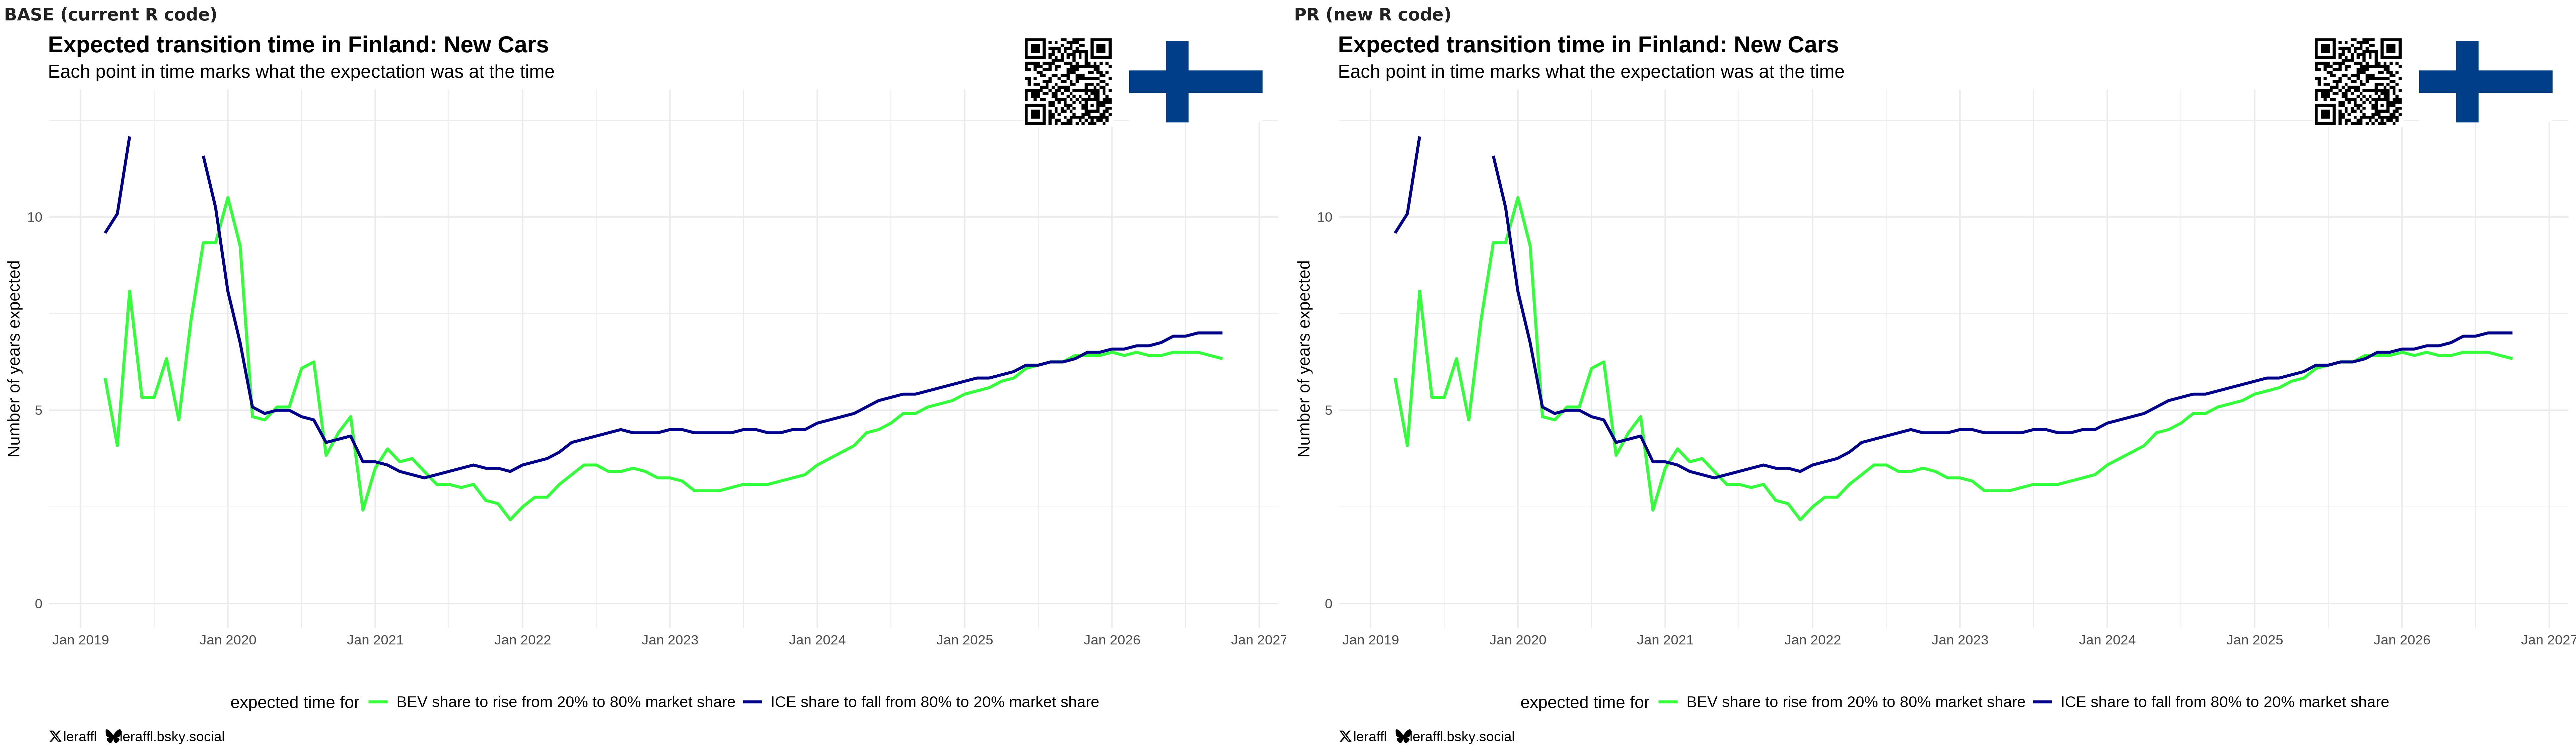 BASE (current R code)
Expected transition time in Finland: New Cars
Each point in time marks what the expectation was at the time
Number of years expected
10
5
0
Jan 2019 Jan 2020 Jan 2021 Jan 2022 Jan 2023 Jan 2024 Jan 2025 Jan 2026 Jan 2027
expected time for BEV share to rise from 20% to 80% market share ICE share to fall from 80% to 20% market share
leraffl leraffl.bsky.social
PR (new R code)
Expected transition time in Finland: New Cars
Each point in time marks what the expectation was at the time
Number of years expected
10
5
0
Jan 2019 Jan 2020 Jan 2021 Jan 2022 Jan 2023 Jan 2024 Jan 2025 Jan 2026 Jan 2027
expected time for BEV share to rise from 20% to 80% market share ICE share to fall from 80% to 20% market share
leraffl leraffl.bsky.social